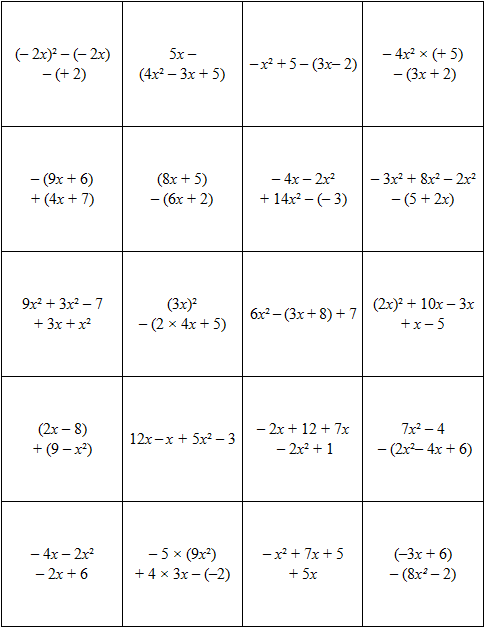 (– 2x)² – (– 2x)
– (+ 2)
5x –
(4x² – 3x + 5)
– x² + 5 – (3x– 2)
– 4x² × (+ 5)
– (3x + 2)
– (9x + 6)
+ (4x + 7)
(8x + 5)
– (6x + 2)
– 4x – 2x²
+ 14x² – (– 3)
– 3x² + 8x² – 2x²
– (5 + 2x)
9x² + 3x² – 7
+ 3x + x²
(3x)²
– (2 × 4x + 5)
6x² – (3x + 8) + 7
(2x)² + 10x – 3x
+ x – 5
(2x – 8)
+ (9 – x²)
12x – x + 5x² – 3
– 2x + 12 + 7x
– 2x² + 1
7x² – 4
– (2x²– 4x + 6)
– 4x – 2x²
– 2x + 6
– 5 × (9x²)
+ 4 × 3x – (–2)
– x² + 7x + 5
+ 5x
(–3x + 6)
– (8x² – 2)